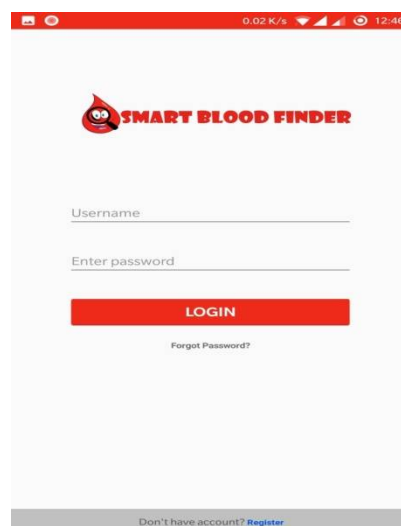 0.02 K/s 12:46
SMART BLOOD FINDER
Username
Enter password
LOGIN
Forgot Password?
Don't have account? Register